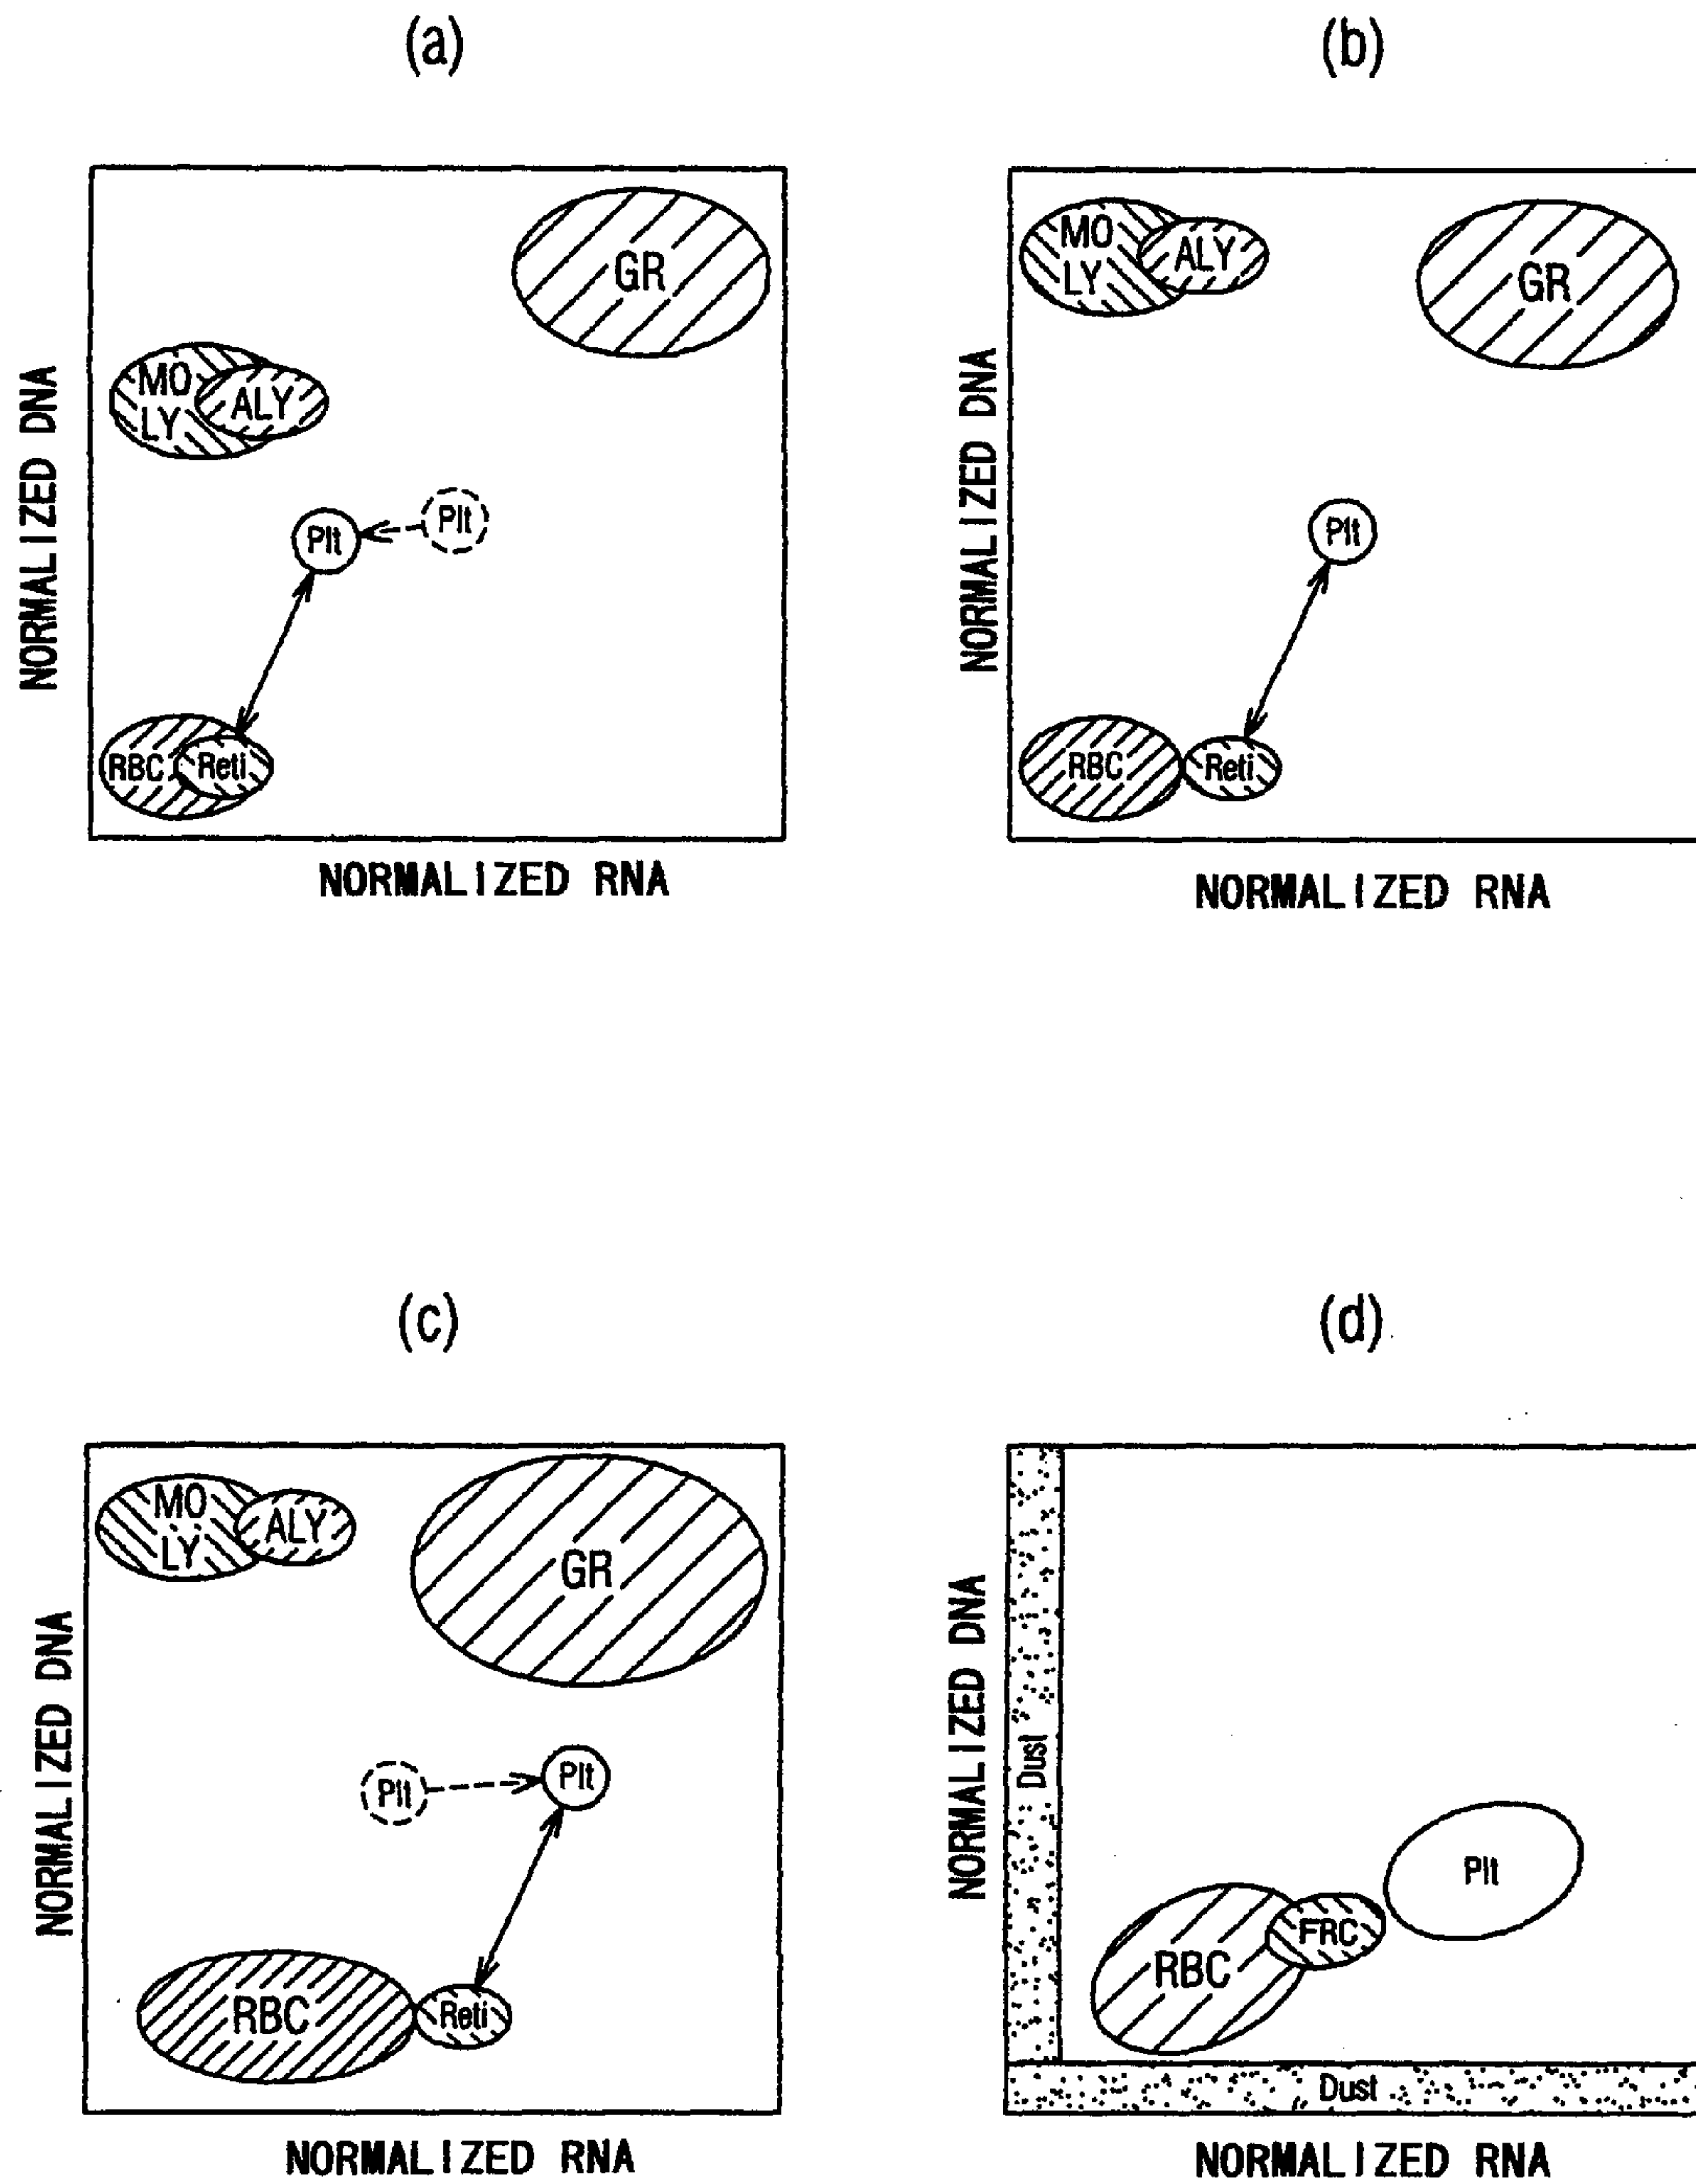 (a)
(b)
GR
MO
LY
ALY
Plt
Plt
RBC
Reti
NORMALIZED DNA
NORMALIZED RNA
MO
LY
ALY
GR
Plt
RBC
Reti
NORMALIZED DNA
NORMALIZED RNA
(c)
(d)
MO
LY
ALY
GR
Plt
Plt
RBC
Reti
NORMALIZED DNA
NORMALIZED RNA
Dust
Plt
FRC
RBC
Dust
NORMALIZED DNA
NORMALIZED RNA